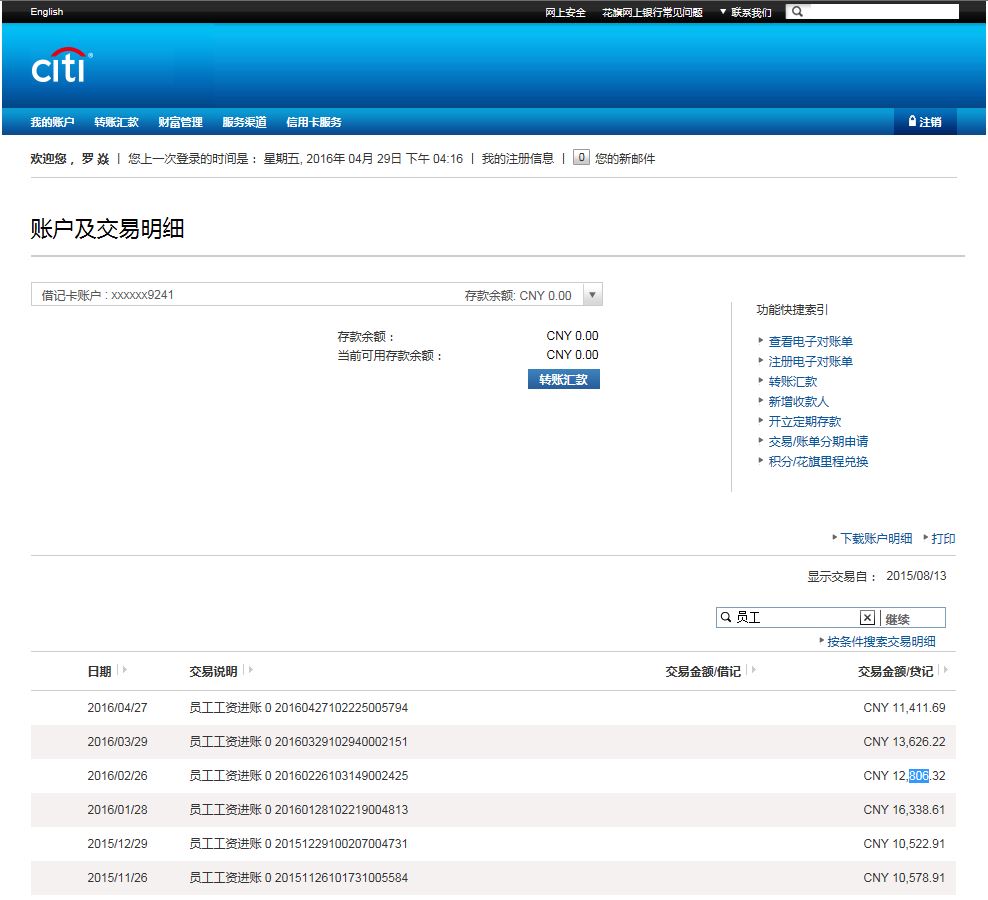 English 网上安全 花旗网上银行常见问题 ▼ 联系我们
citi®
我的账户 转账汇款 财富管理 服务渠道 信用卡服务 注销
欢迎您，罗 焱 | 您上一次登录的时间是： 星期五, 2016年 04月 29日 下午 04:16 | 我的注册信息 | 0 您的新邮件
账户及交易明细
借记卡账户 : xxxxxx9241 存款余额: CNY 0.00 ▼
存款余额： CNY 0.00
当前可用存款余额： CNY 0.00
转账汇款
功能快捷索引
查看电子对账单
注册电子对账单
转账汇款
新增收款人
开立定期存款
交易/账单分期申请
积分/花旗里程兑换
下载账户明细 打印
显示交易自： 2015/08/13
员工 继续
按条件搜索交易明细
日期 交易说明 交易金额/借记 交易金额/贷记
2016/04/27 员工工资进账 0 20160427102225005794 CNY 11,411.69
2016/03/29 员工工资进账 0 20160329102940002151 CNY 13,626.22
2016/02/26 员工工资进账 0 20160226103149002425 CNY 12,806.32
2016/01/28 员工工资进账 0 20160128102219004813 CNY 16,338.61
2015/12/29 员工工资进账 0 20151229100207004731 CNY 10,522.91
2015/11/26 员工工资进账 0 20151126101731005584 CNY 10,578.91